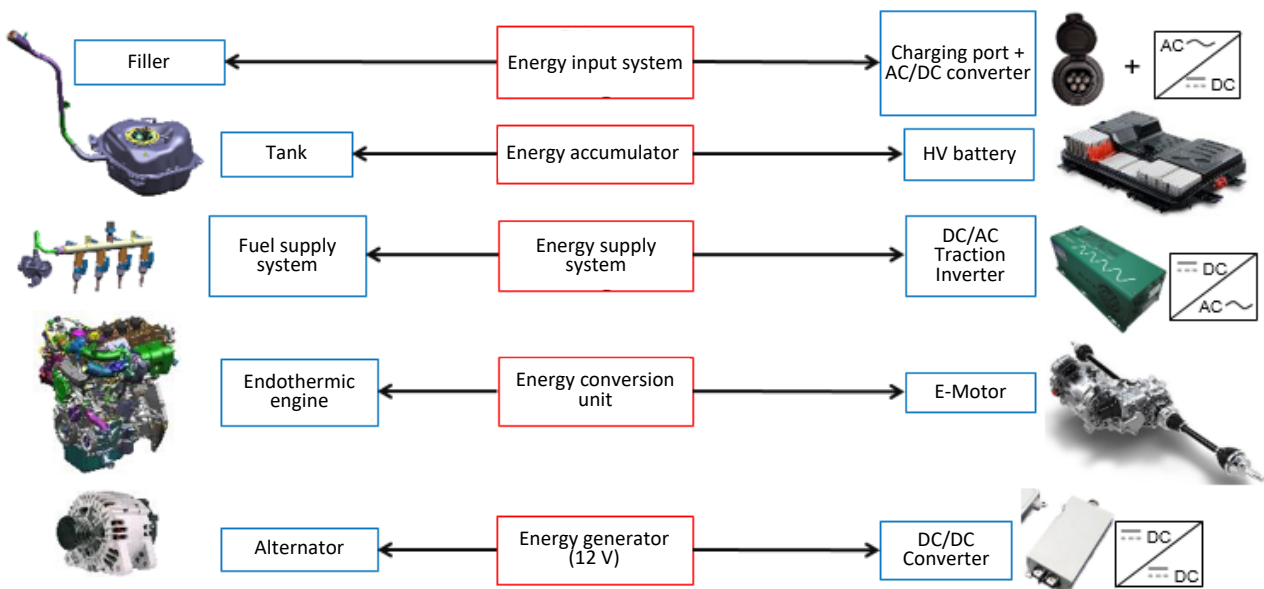 Filler
Energy input system
Charging port +
AC/DC converter
+
AC
DC
Tank
Energy accumulator
HV battery
Fuel supply
system
Energy supply
system
DC/AC
Traction
Inverter
DC
AC
Endothermic
engine
Energy conversion
unit
E-Motor
Alternator
Energy generator
(12 V)
DC/DC
Converter
DC
DC